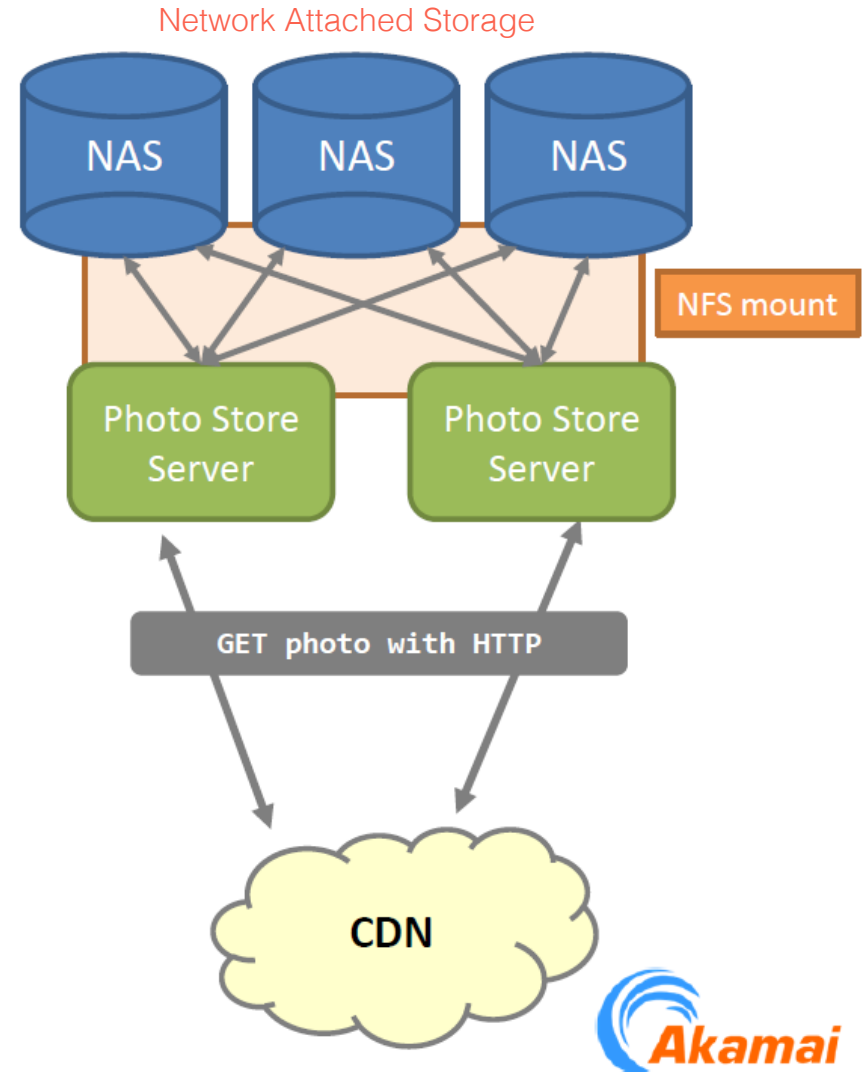 Network Attached Storage
NAS
NAS
NAS
NFS mount
Photo Store
Server
Photo Store
Server
GET photo with HTTP
CDN
Akamai